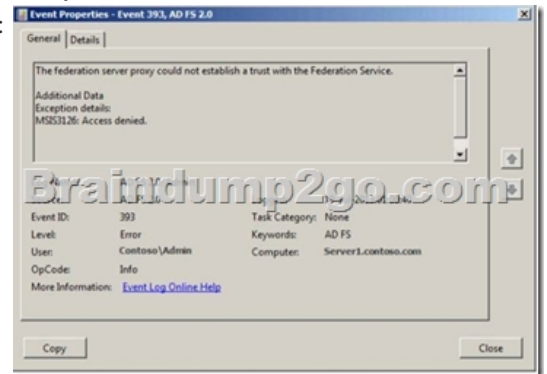 :
Event Properties - Event 393, AD FS 2.0
General Details
The federation server proxy could not establish a trust with the Federation Service.
Additional Data
Exception details:
MSIS3126: Access denied.
Braindump2go.com
Event ID: 393 Task Category: None
Level: Error Keywords: AD FS
User: Contoso\Admin Computer: Server1.contoso.com
OpCode: Info
More Information: Event Log Online Help
Copy Close